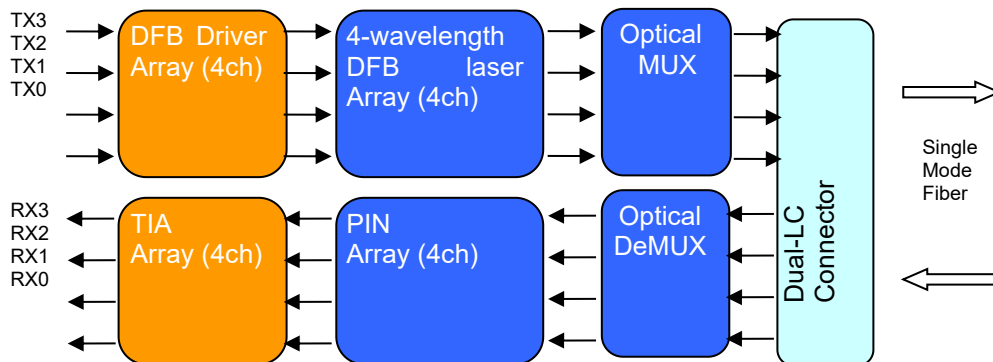 TX3
TX2
TX1
TX0
DFB Driver
Array (4ch)
4-wavelength
DFB laser
Array (4ch)
Optical
MUX
Single
Mode
Fiber
RX3
RX2
RX1
RX0
TIA
Array (4ch)
PIN
Array (4ch)
Optical
DeMUX
Dual-LC
Connector